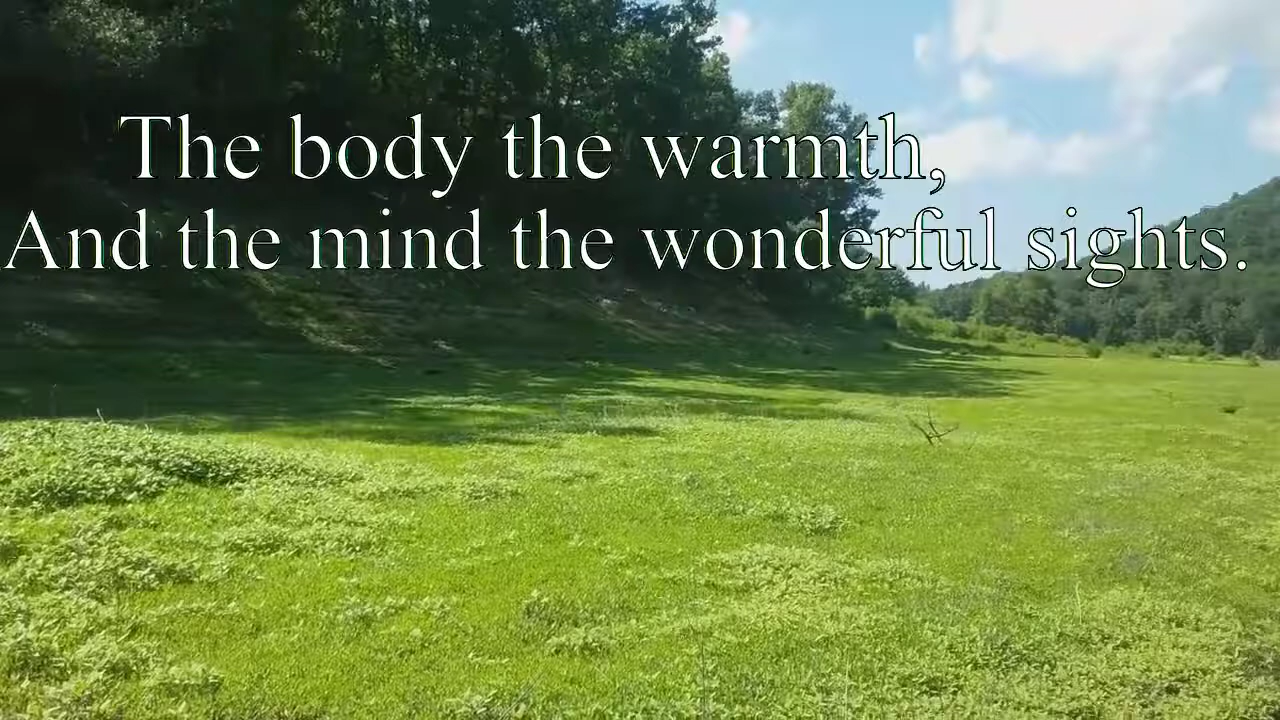 The body the warmth,
And the mind the wonderful sights.